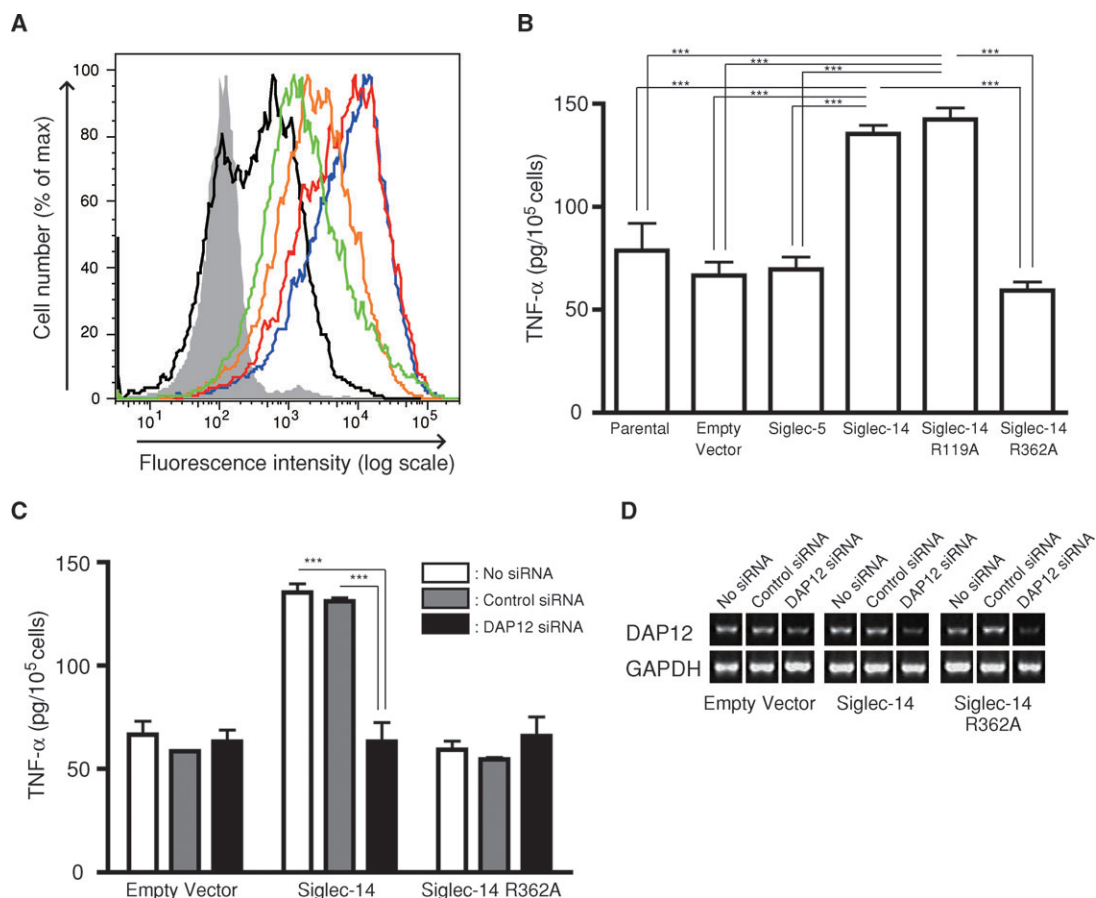 A
Cell number (% of max)
100
80
60
40
20
0
10¹ 10² 10³ 10⁴ 10⁵
Fluorescence intensity (log scale)
B
TNF-α (pg/10⁵ cells)
150
100
50
0
*** ***
***
***
*** ***
***
***
Parental Empty Vector Siglec-5 Siglec-14 Siglec-14 R119A Siglec-14 R362A
C
TNF-α (pg/10⁵ cells)
150
100
50
0
***
***
: No siRNA
: Control siRNA
: DAP12 siRNA
Empty Vector Siglec-14 Siglec-14 R362A
D
No siRNA Control siRNA DAP12 siRNA No siRNA Control siRNA DAP12 siRNA No siRNA Control siRNA DAP12 siRNA
DAP12
GAPDH
Empty Vector Siglec-14 Siglec-14
R362A